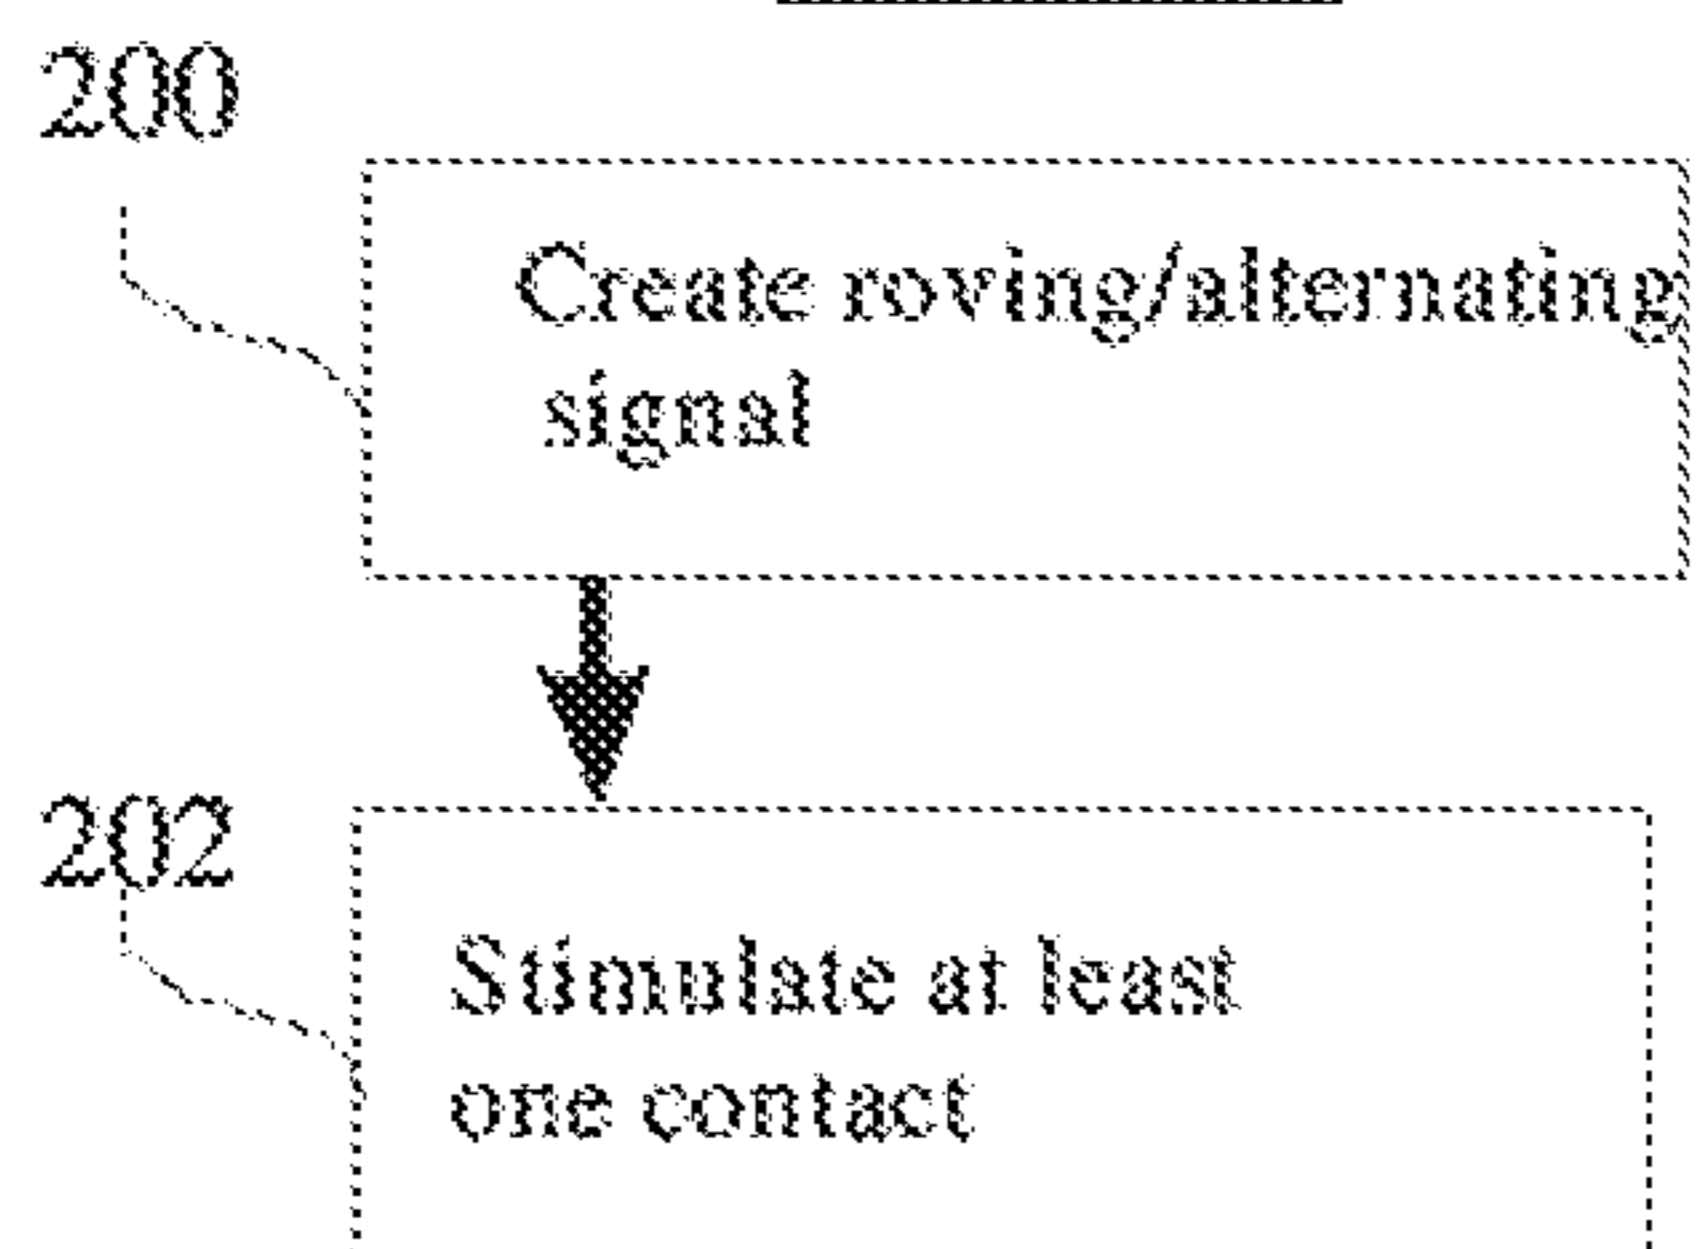 200
Create roving/alternating
signal
202
Stimulate at least
one contact